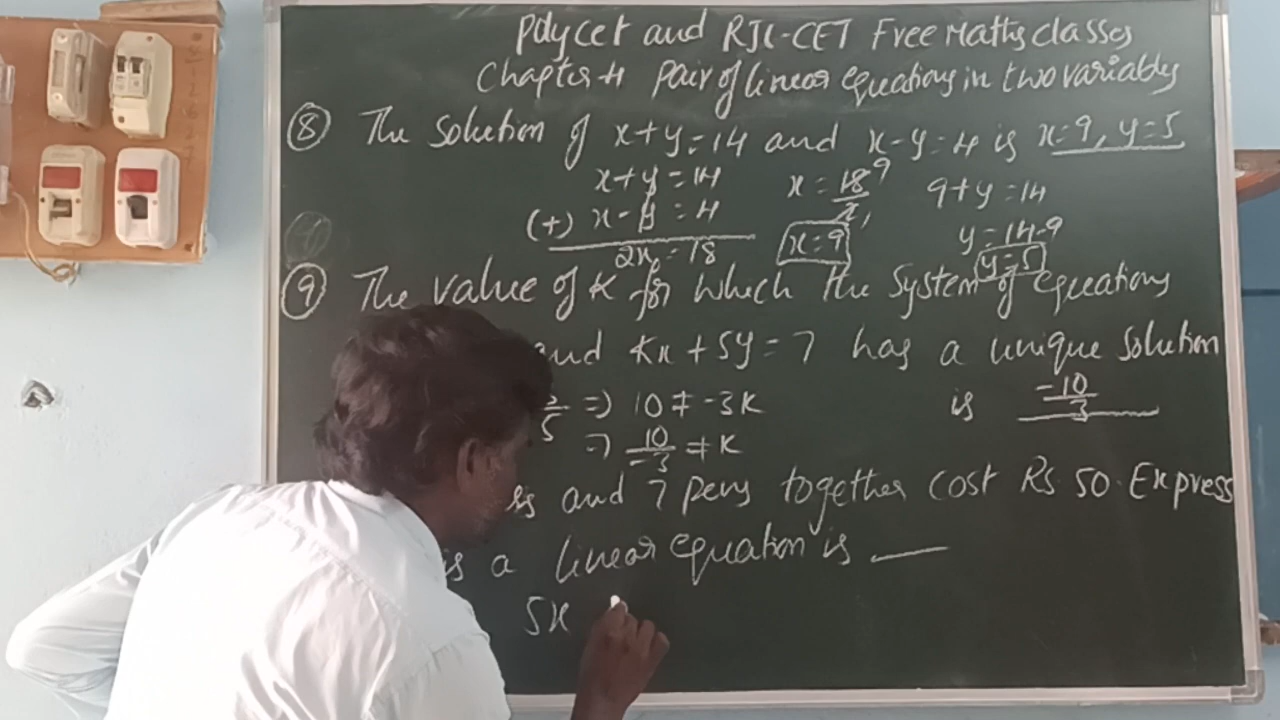 Polycet and RJC-CET Free Maths classes
Chapter 4 Pair of linear equations in two variables
⑧ The solution of x+y=14 and x-y=4 is x=9, y=5
x+y=14 x=18/2 9 9+y=14
(+) x-y=4 y=14-9
2x=18 x=9 y=5
⑨ The value of K for which the system of equations
and Kx+5y=7 has a unique solution
5 => 10≠-3K is -10/3
=> 10/-3 ≠ K
and 7 pens together cost Rs 50. Express
is a linear equation is ___
5x